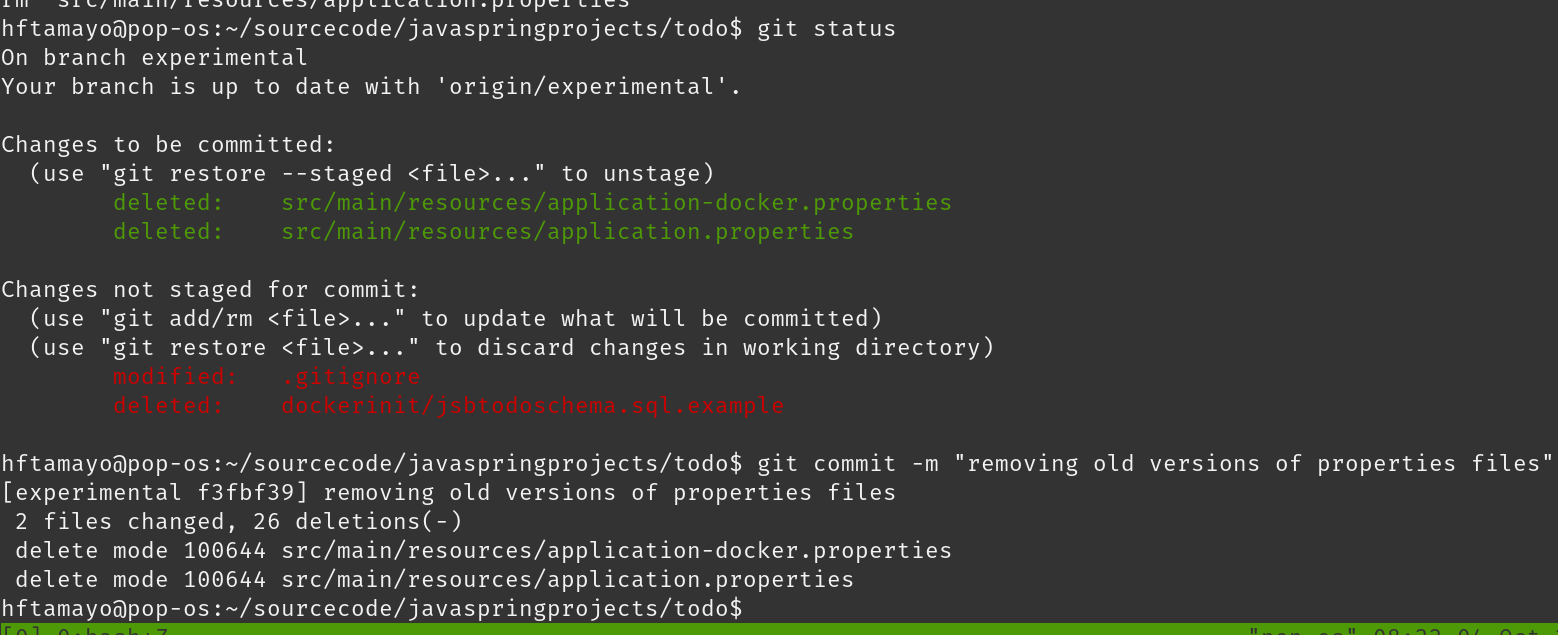 rm 'src/main/resources/application.properties'
hftamayo@pop-os:~/sourcecode/javaspringprojects/todo$ git status
On branch experimental
Your branch is up to date with 'origin/experimental'.
Changes to be committed:
  (use "git restore --staged <file>..." to unstage)
        deleted:    src/main/resources/application-docker.properties
        deleted:    src/main/resources/application.properties
Changes not staged for commit:
  (use "git add/rm <file>..." to update what will be committed)
  (use "git restore <file>..." to discard changes in working directory)
        modified:   .gitignore
        deleted:    dockerinit/jsbtodoschema.sql.example
hftamayo@pop-os:~/sourcecode/javaspringprojects/todo$ git commit -m "removing old versions of properties files"
[experimental f3fbf39] removing old versions of properties files
 2 files changed, 26 deletions(-)
 delete mode 100644 src/main/resources/application-docker.properties
 delete mode 100644 src/main/resources/application.properties
hftamayo@pop-os:~/sourcecode/javaspringprojects/todo$
[0] 0:bash*Z "pop-os" 04-Oct